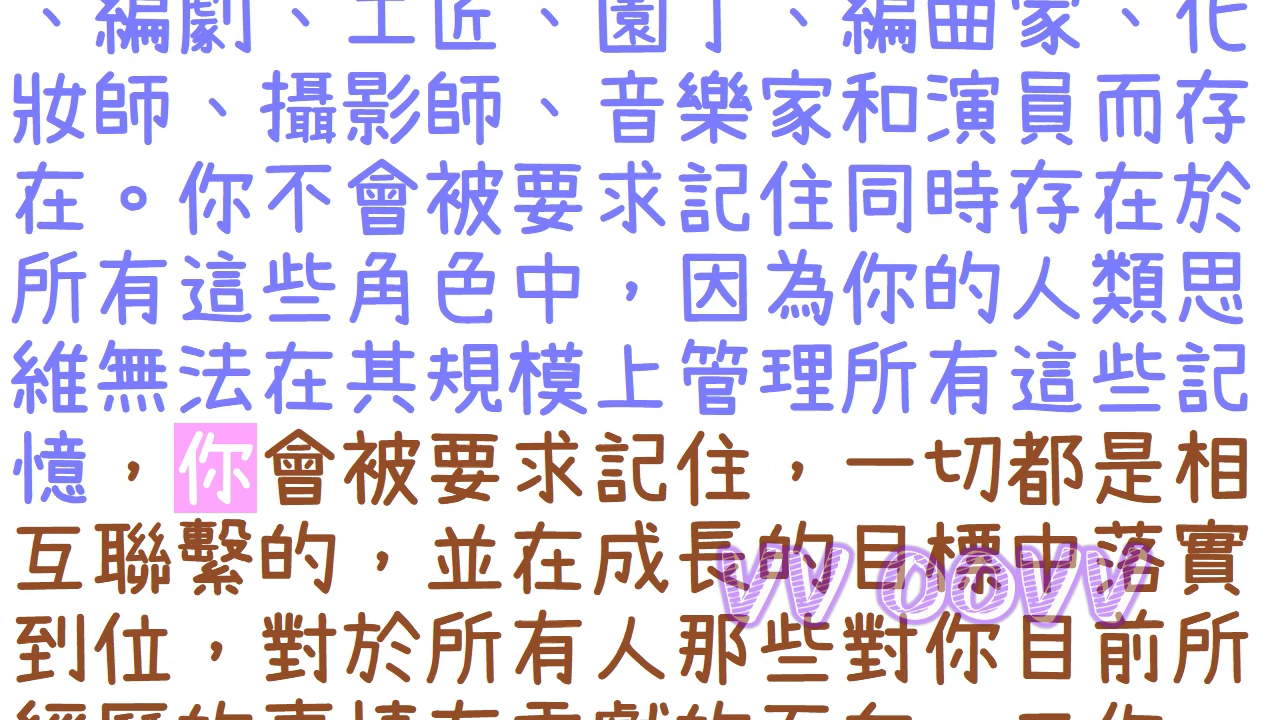 、編劇、工匠、園丁、編曲家、化
妝師、攝影師、音樂家和演員而存
在。你不會被要求記住同時存在於
所有這些角色中，因為你的人類思
維無法在其規模上管理所有這些記
憶，你會被要求記住，一切都是相
互聯繫的，並在成長的目標中落實
到位，對於所有人那些對你目前所
VV OOVV